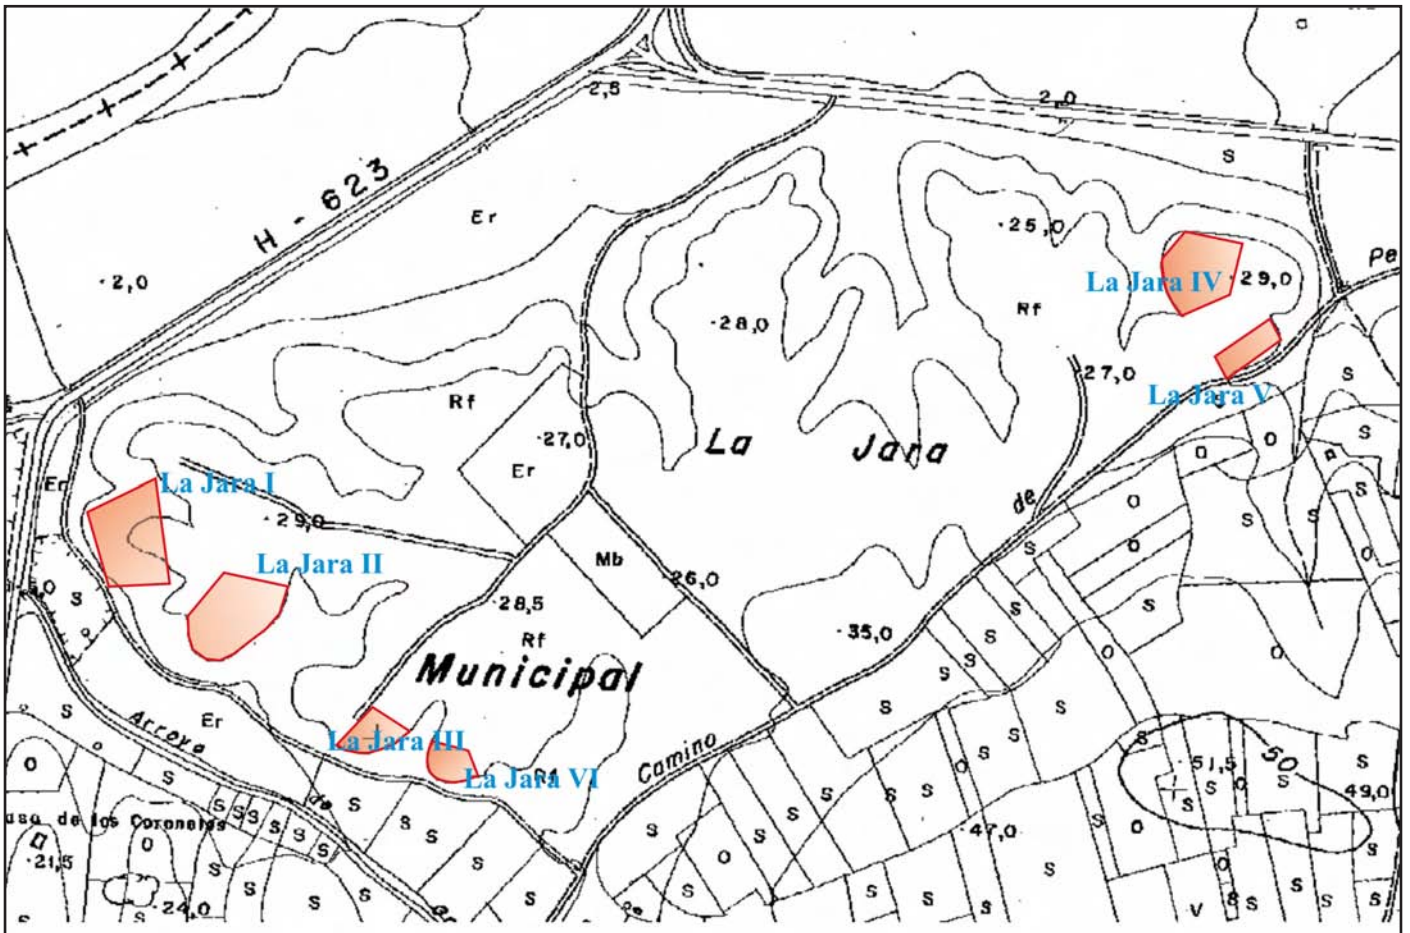 2,5
2,0
S
H - 623
Er
·25,0
·2,0
La Jara IV
·29,0
Pe
Rf
·28,0
27,0
S
La Jara V
Rf
·27,0
La Jara
O
S
O
Er
Er
La Jara I
·29,0
de
O
S
S
S
O
La Jara II
Mb
·26,0
S
O
S
·28,5
Rf
·35,0
S
S
S
O
O
S
S
Municipal
S
Er
S
S
Arroyo
La Jara III
Camino
S
S
S
·51,5
50
S
O
O
S
La Jara VI
Rf
S
O
S
S
49,0
de
S
S
S
S
S
O
aso de los Coroneles
S
S
S
S
S
S
S
S
·47,0
S
O
S
·21,5
O
S
S
S
O
S
O
S
S
·24,0
S
S
S
S
S
S
S
V
S
S
S